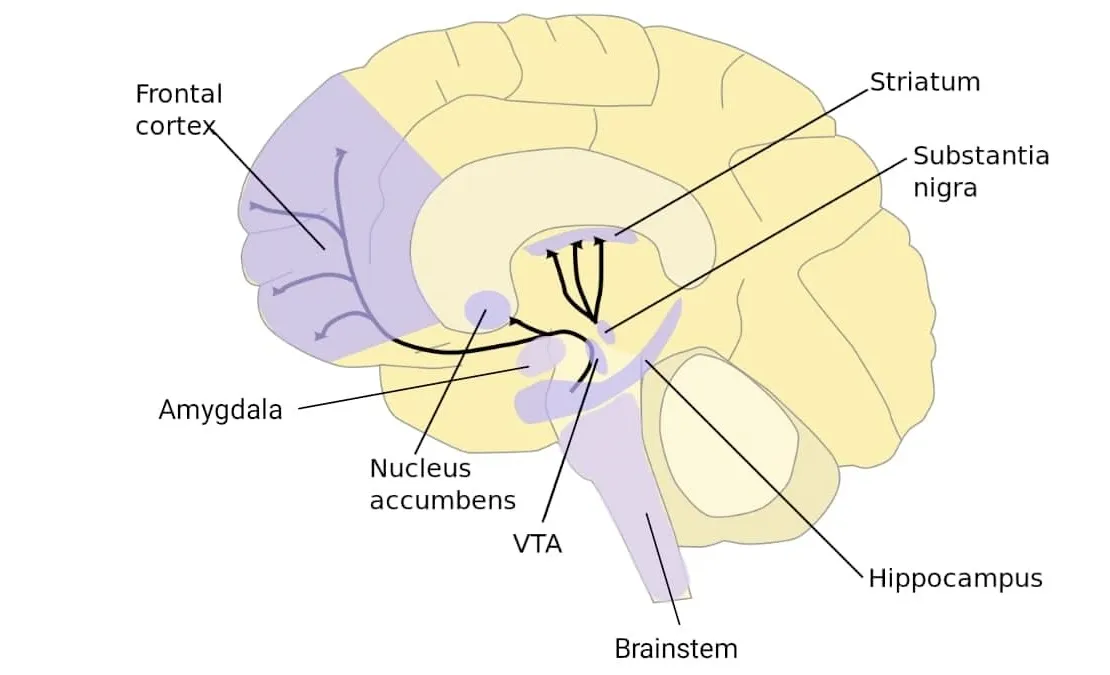 Frontal
cortex
Striatum
Substantia
nigra
Amygdala
Nucleus
accumbens
VTA
Hippocampus
Brainstem